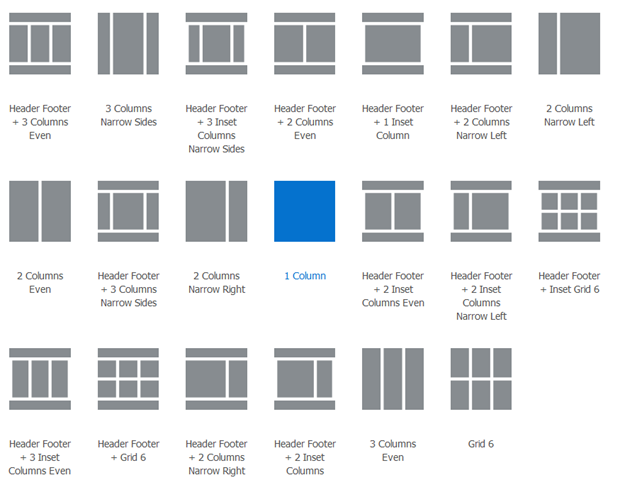 Header Footer
+ 3 Columns
Even
3 Columns
Narrow Sides
Header Footer
+ 3 Inset
Columns
Narrow Sides
Header Footer
+ 2 Columns
Even
Header Footer
+ 1 Inset
Column
Header Footer
+ 2 Columns
Narrow Left
2 Columns
Narrow Left
2 Columns
Even
Header Footer
+ 3 Columns
Narrow Sides
2 Columns
Narrow Right
1 Column
Header Footer
+ 2 Inset
Columns Even
Header Footer
+ 2 Inset
Columns
Narrow Left
Header Footer
+ Inset Grid 6
Header Footer
+ 3 Inset
Columns Even
Header Footer
+ Grid 6
Header Footer
+ 2 Columns
Narrow Right
Header Footer
+ 2 Inset
Columns
3 Columns
Even
Grid 6